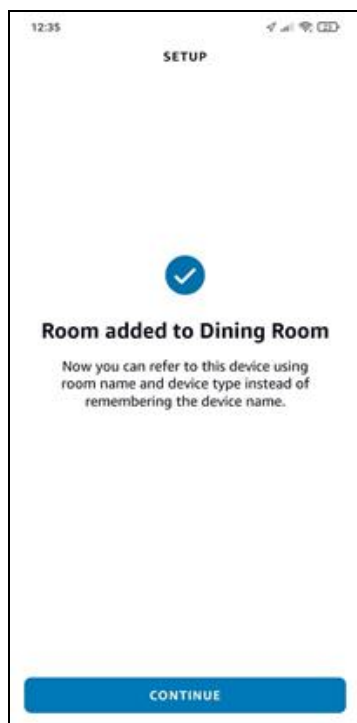 12:35
SETUP
Room added to Dining Room
Now you can refer to this device using
room name and device type instead of
remembering the device name.
CONTINUE